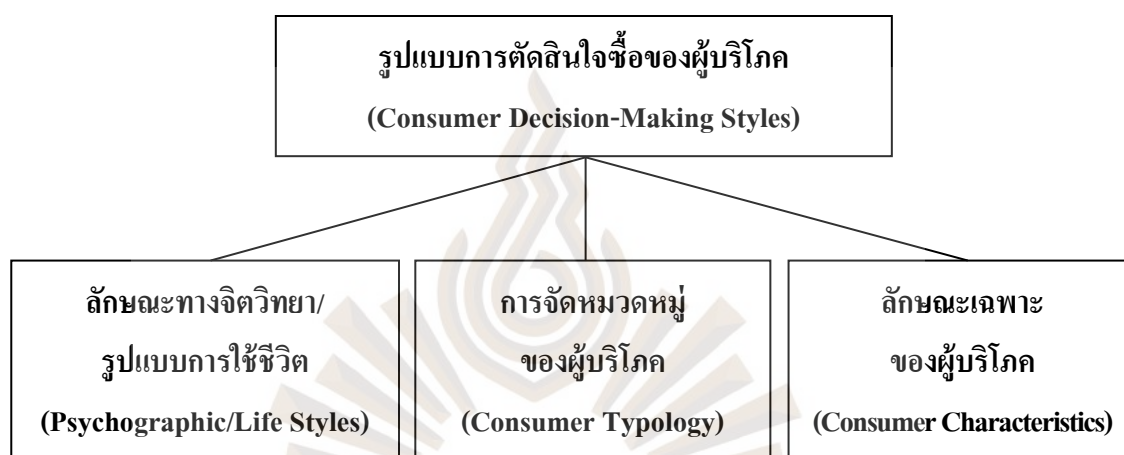 รูปแบบการตัดสินใจซื้อของผู้บริโภค
(Consumer Decision-Making Styles)
ลักษณะทางจิตวิทยา/
รูปแบบการใช้ชีวิต
(Psychographic/Life Styles)
การจัดหมวดหมู่
ของผู้บริโภค
(Consumer Typology)
ลักษณะเฉพาะ
ของผู้บริโภค
(Consumer Characteristics)